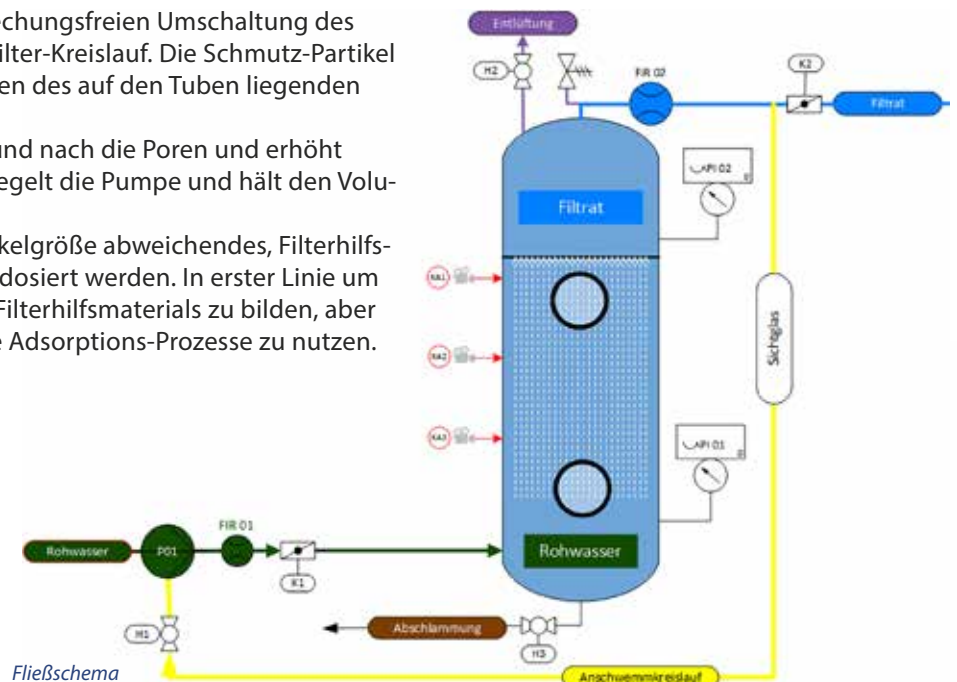 echungsfreien Umschaltung des
ilter-Kreislauf. Die Schmutz-Partikel
en des auf den Tuben liegenden
und nach die Poren und erhöht
egelt die Pumpe und hält den Volu-
kelgröße abweichendes, Filterhilfs-
dosiert werden. In erster Linie um
Filterhilfsmaterials zu bilden, aber
e Adsorptions-Prozesse zu nutzen.
Entlüftung
H2
FIR 02
K2
Filtrat
API 02
Filtrat
KA1
KA2
KA3
Sichtglas
API 01
FIR 01
Rohwasser
P01
K1
Rohwasser
H1
Abschlammung
H3
Fließschema
Anschwemmkreislauf